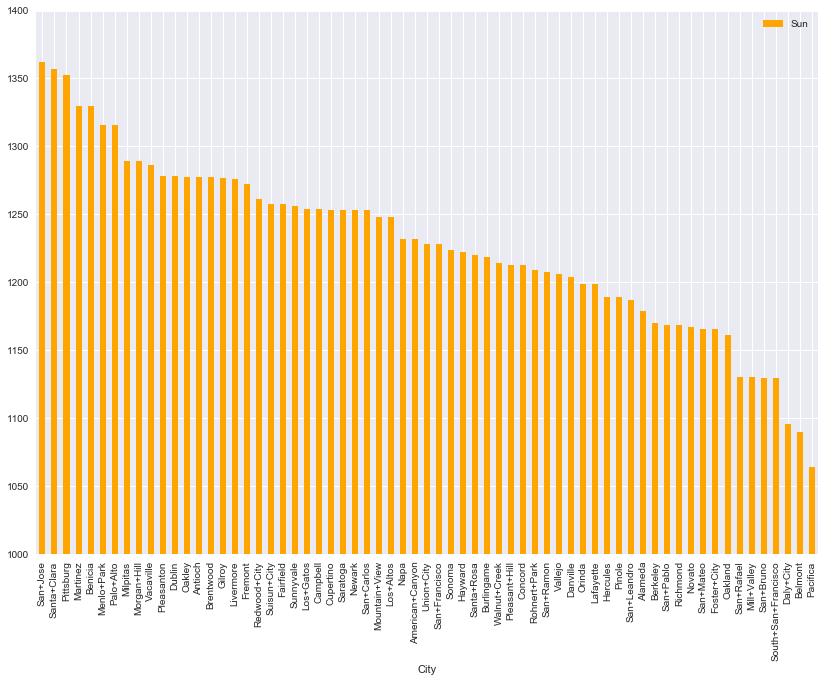 1400
Sun
1350
1300
1250
1200
1150
1100
1050
1000
San+Jose
Santa+Clara
Pittsburg
Martinez
Benicia
Menlo+Park
Palo+Alto
Milpitas
Morgan+Hill
Vacaville
Pleasanton
Dublin
Oakley
Antioch
Brentwood
Gilroy
Livermore
Fremont
Redwood+City
Suisun+City
Fairfield
Sunnyvale
Los+Gatos
Campbell
Cupertino
Saratoga
Newark
San+Carlos
Mountain+View
Los+Altos
Napa
American+Canyon
Union+City
San+Francisco
Sonoma
Hayward
Santa+Rosa
Burlingame
Walnut+Creek
Pleasant+Hill
Concord
Rohnert+Park
San+Ramon
Vallejo
Danville
Orinda
Lafayette
Hercules
Pinole
San+Leandro
Alameda
Berkeley
San+Pablo
Richmond
Novato
San+Mateo
Foster+City
Oakland
San+Rafael
Mill+Valley
San+Bruno
South+San+Francisco
Daly+City
Belmont
Pacifica
City